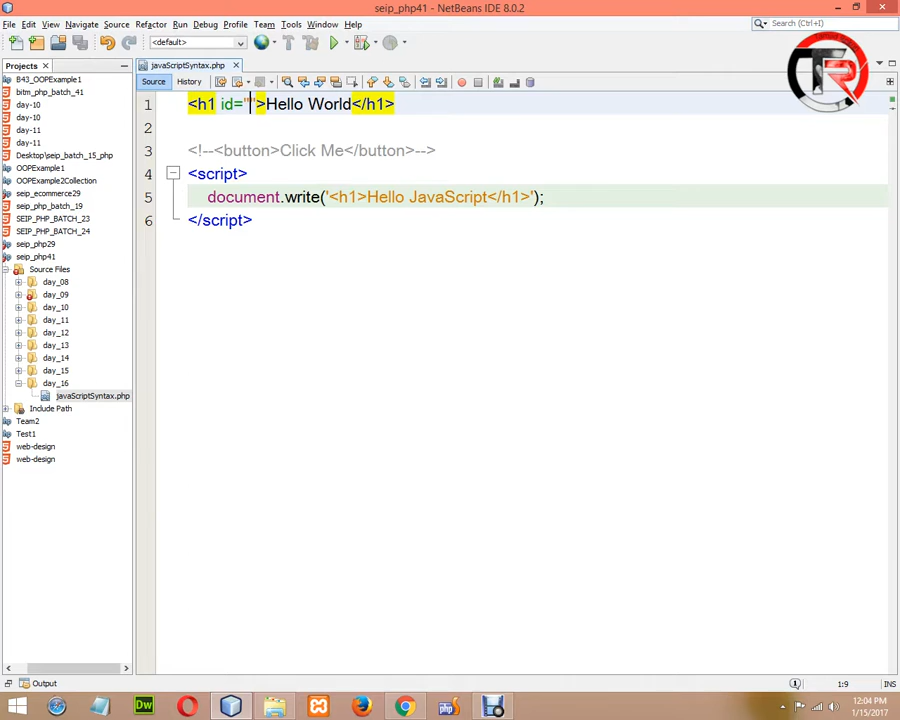 seip_php41 - NetBeans IDE 8.0.2
File Edit View Navigate Source Refactor Run Debug Profile Team Tools Window Help
Search (Ctrl+I)
<default>
Projects
javaScriptSyntax.php
Source History
B43_OOPExample1
bitm_php_batch_41
day-10
day-10
day-11
day-11
Desktop\seip_batch_15_php
OOPExample1
OOPExample2Collection
seip_ecommerce29
seip_php_batch_19
SEIP_PHP_BATCH_23
SEIP_PHP_BATCH_24
seip_php29
seip_php41
Source Files
day_08
day_09
day_10
day_11
day_12
day_13
day_14
day_15
day_16
javaScriptSyntax.php
Include Path
Team2
Test1
web-design
web-design
1 <h1 id="">Hello World</h1>
2
3 <!--<button>Click Me</button>-->
4 <script>
5 document.write('<h1>Hello JavaScript</h1>');
6 </script>
Output
1:9 INS
Dw
12:04 PM
1/15/2017